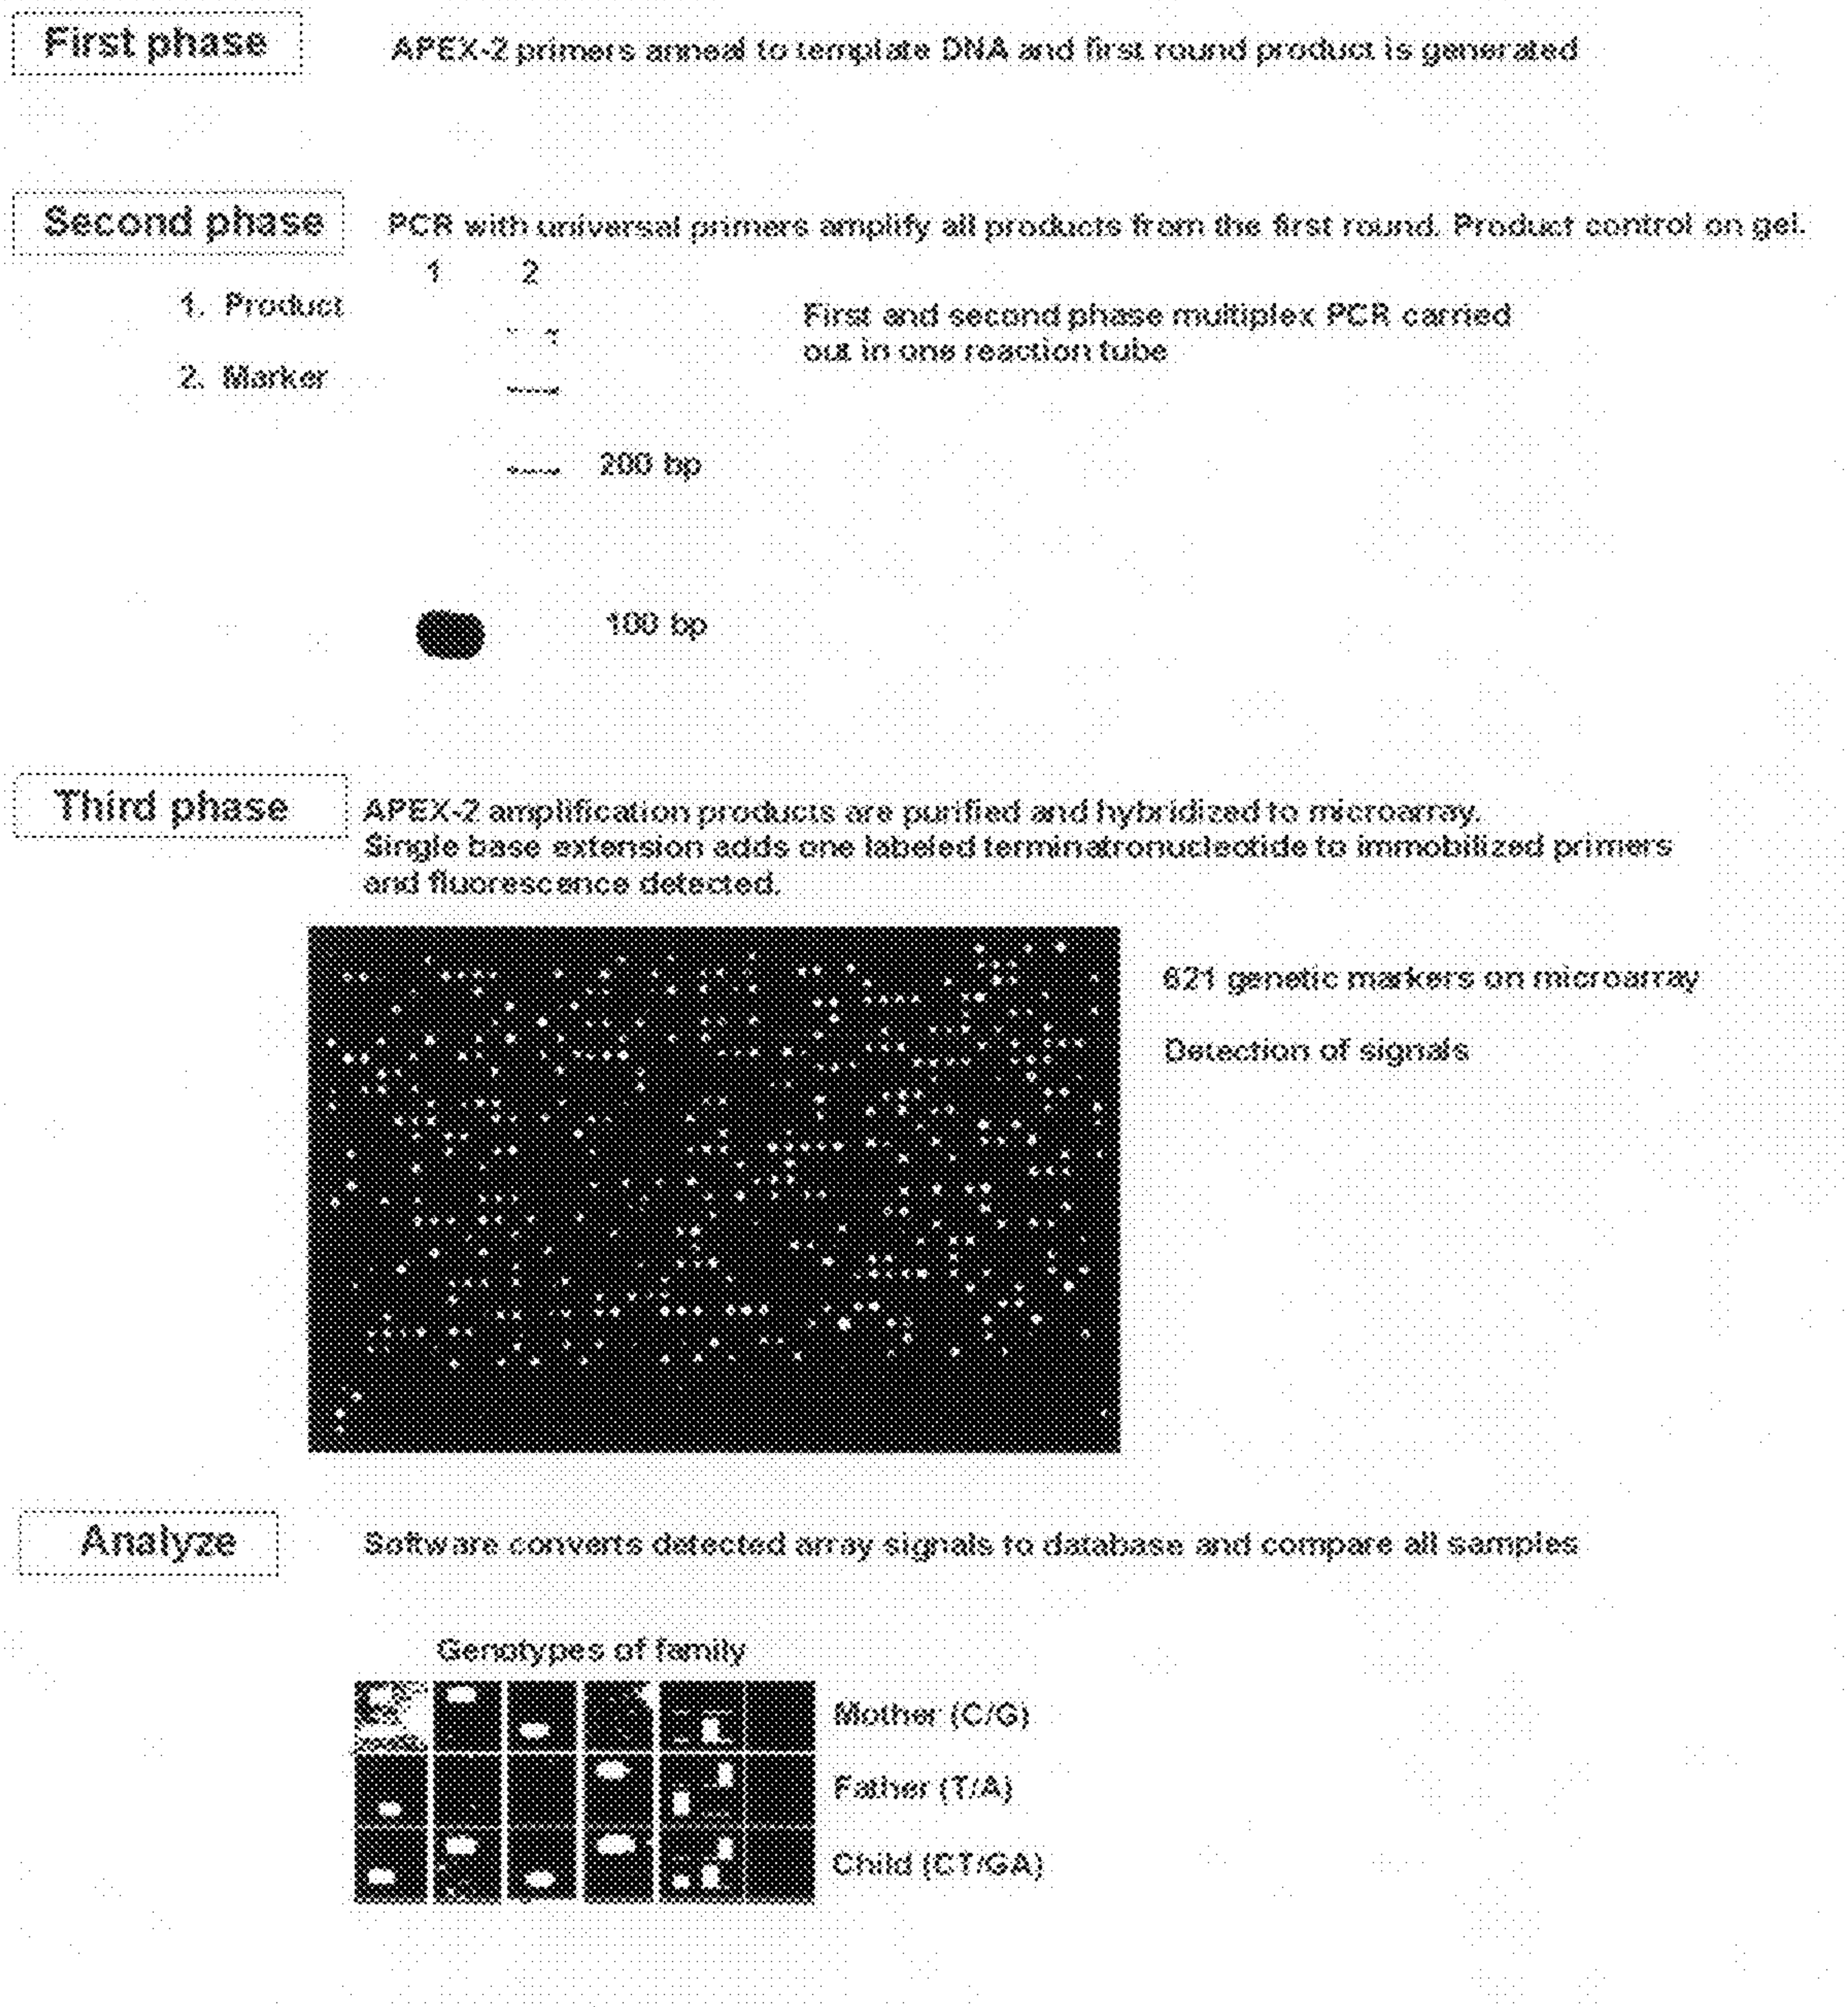 First phase
APEX-2 primers anneal to template DNA and first round product is generated
Second phase
PCR with universal primers amplify all products from the first round. Product control on gel.
1 2
1. Product
2. Marker
First and second phase multiplex PCR carried
out in one reaction tube
200 bp
100 bp
Third phase
APEX-2 amplification products are purified and hybridized to microarray.
Single base extension adds one labeled terminatronucleotide to immobilized primers
and fluorescence detected.
621 genetic markers on microarray
Detection of signals
Analyze
Software converts detected array signals to database and compare all samples
Genotypes of family
Mother (C/G)
Father (T/A)
Child (CT/GA)